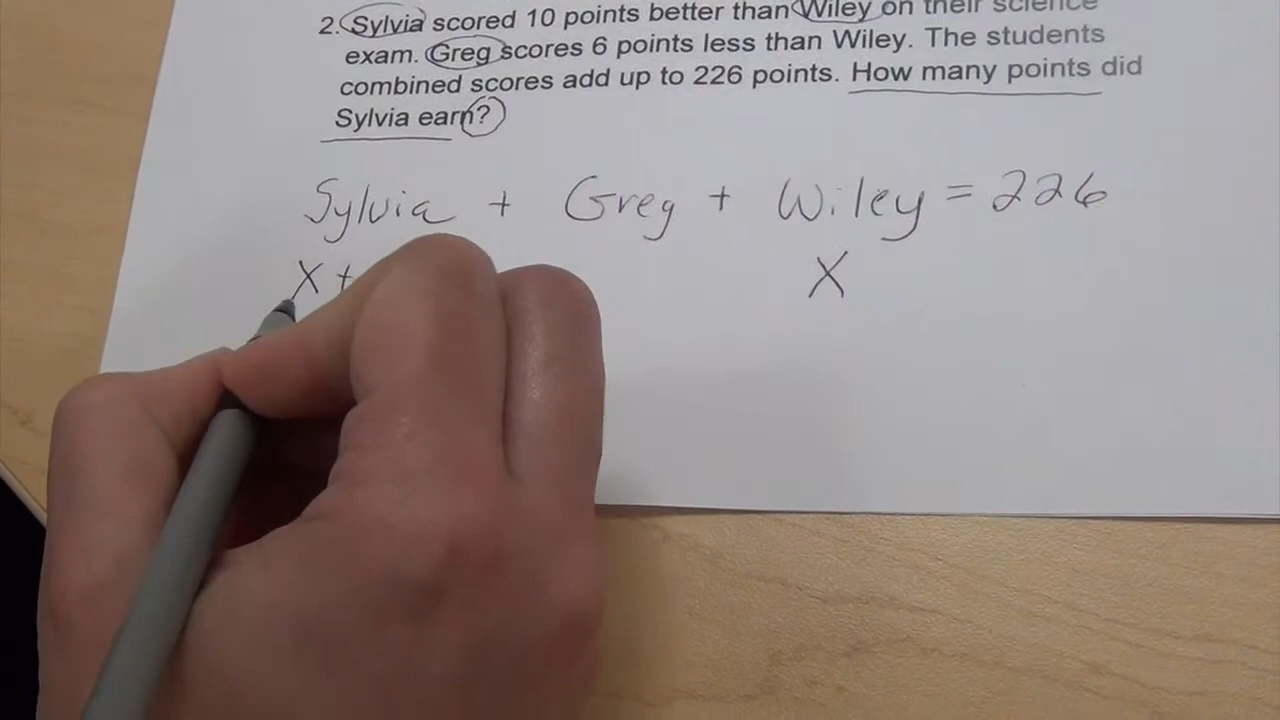 2. Sylvia scored 10 points better than Wiley on their science
exam. Greg scores 6 points less than Wiley. The students
combined scores add up to 226 points. How many points did
Sylvia earn?
Sylvia + Greg + Wiley = 226
X + X